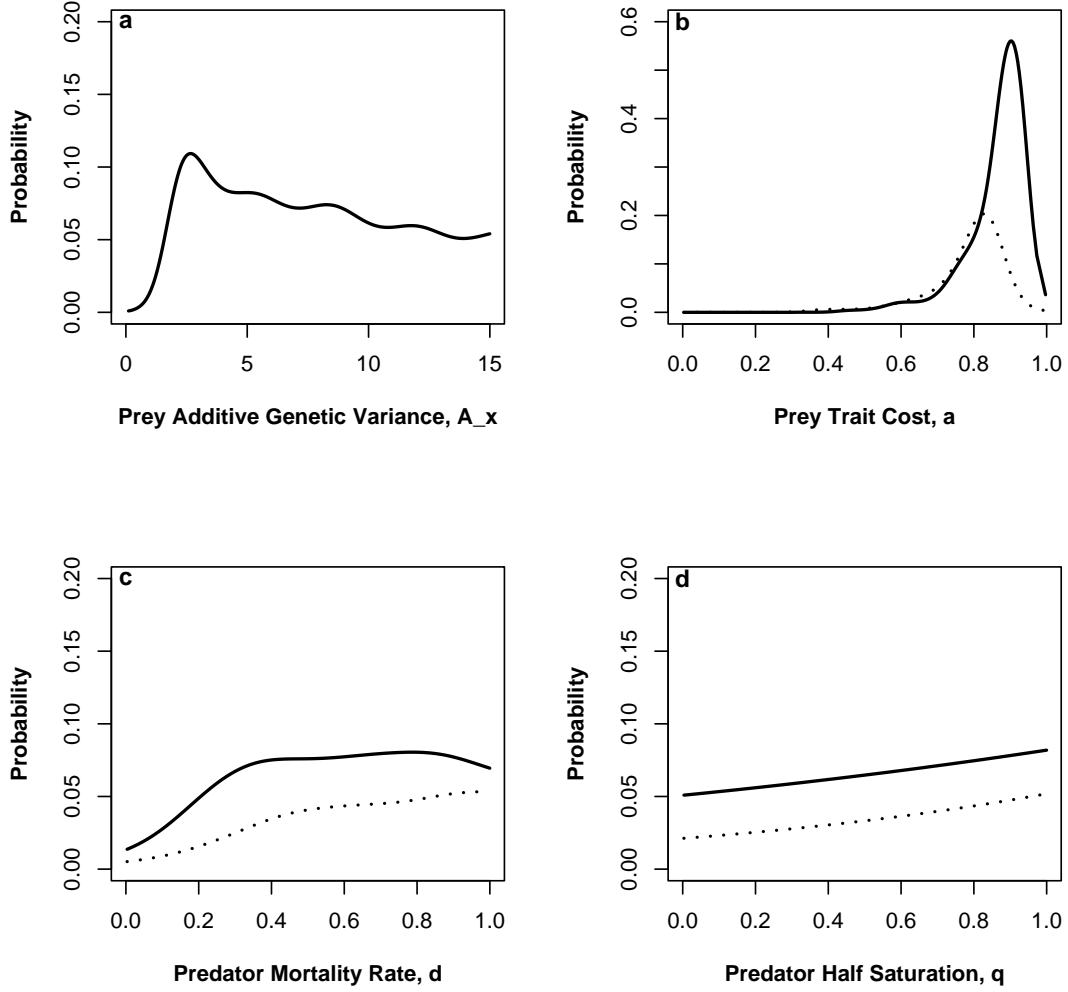 a
Probability
0.20
0.15
0.10
0.05
0.00
0 5 10 15
Prey Additive Genetic Variance, A_x
b
Probability
0.6
0.4
0.2
0.0
0.0 0.2 0.4 0.6 0.8 1.0
Prey Trait Cost, a
c
Probability
0.20
0.15
0.10
0.05
0.00
0.0 0.2 0.4 0.6 0.8 1.0
Predator Mortality Rate, d
d
Probability
0.20
0.15
0.10
0.05
0.00
0.0 0.2 0.4 0.6 0.8 1.0
Predator Half Saturation, q